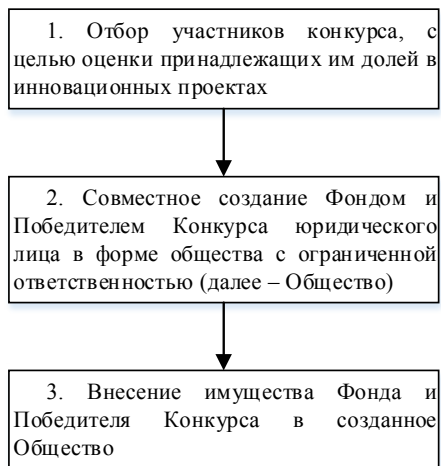 1. Отбор участников конкурса, с
целью оценки принадлежащих им долей в
инновационных проектах
2. Совместное создание Фондом и
Победителем Конкурса юридического
лица в форме общества с ограниченной
ответственностью (далее – Общество)
3. Внесение имущества Фонда и
Победителя Конкурса в созданное
Общество